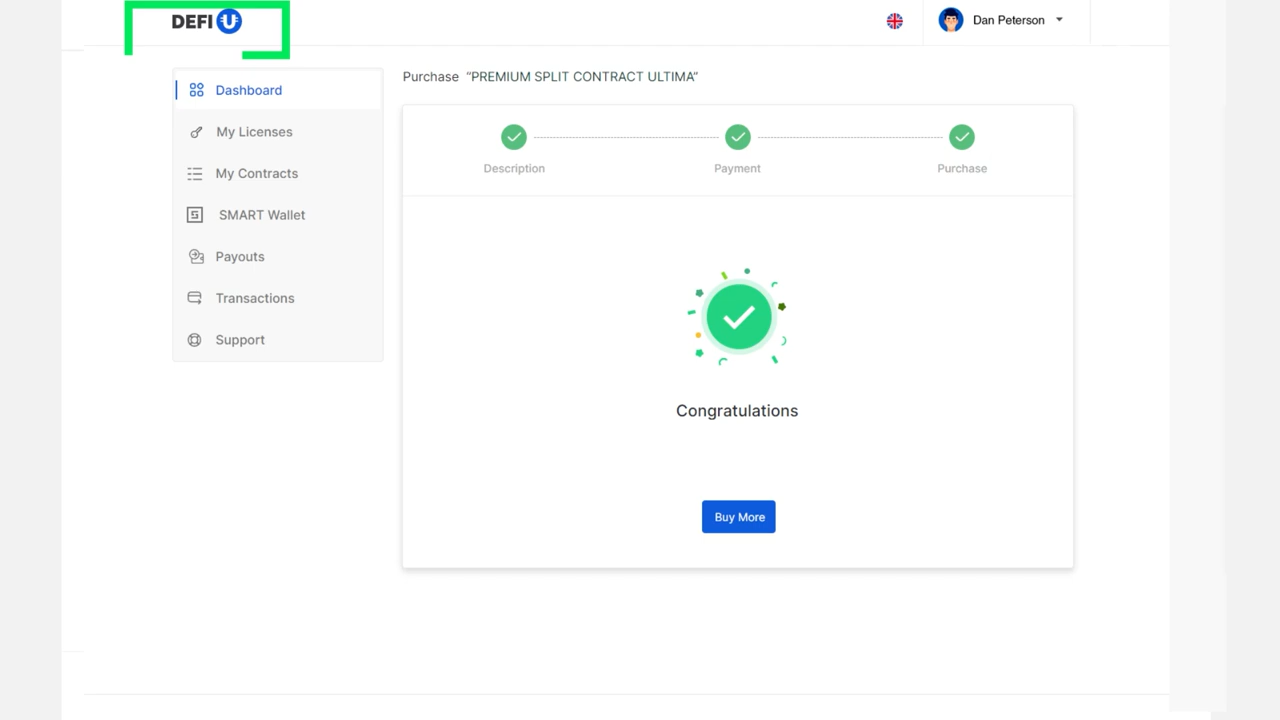 DEFI U
Dan Peterson
Dashboard
My Licenses
My Contracts
SMART Wallet
Payouts
Transactions
Support
Purchase “PREMIUM SPLIT CONTRACT ULTIMA”
Description
Payment
Purchase
Congratulations
Buy More